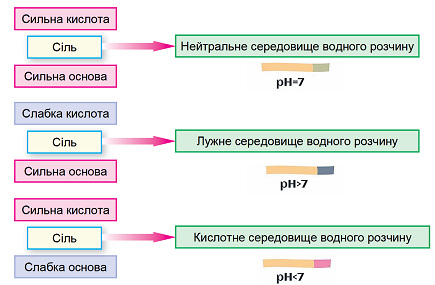 Сильна кислота
Сіль
Нейтральне середовище водного розчину
Сильна основа
pH=7
Слабка кислота
Сіль
Лужне середовище водного розчину
Сильна основа
pH>7
Сильна кислота
Сіль
Кислотне середовище водного розчину
Слабка основа
pH<7